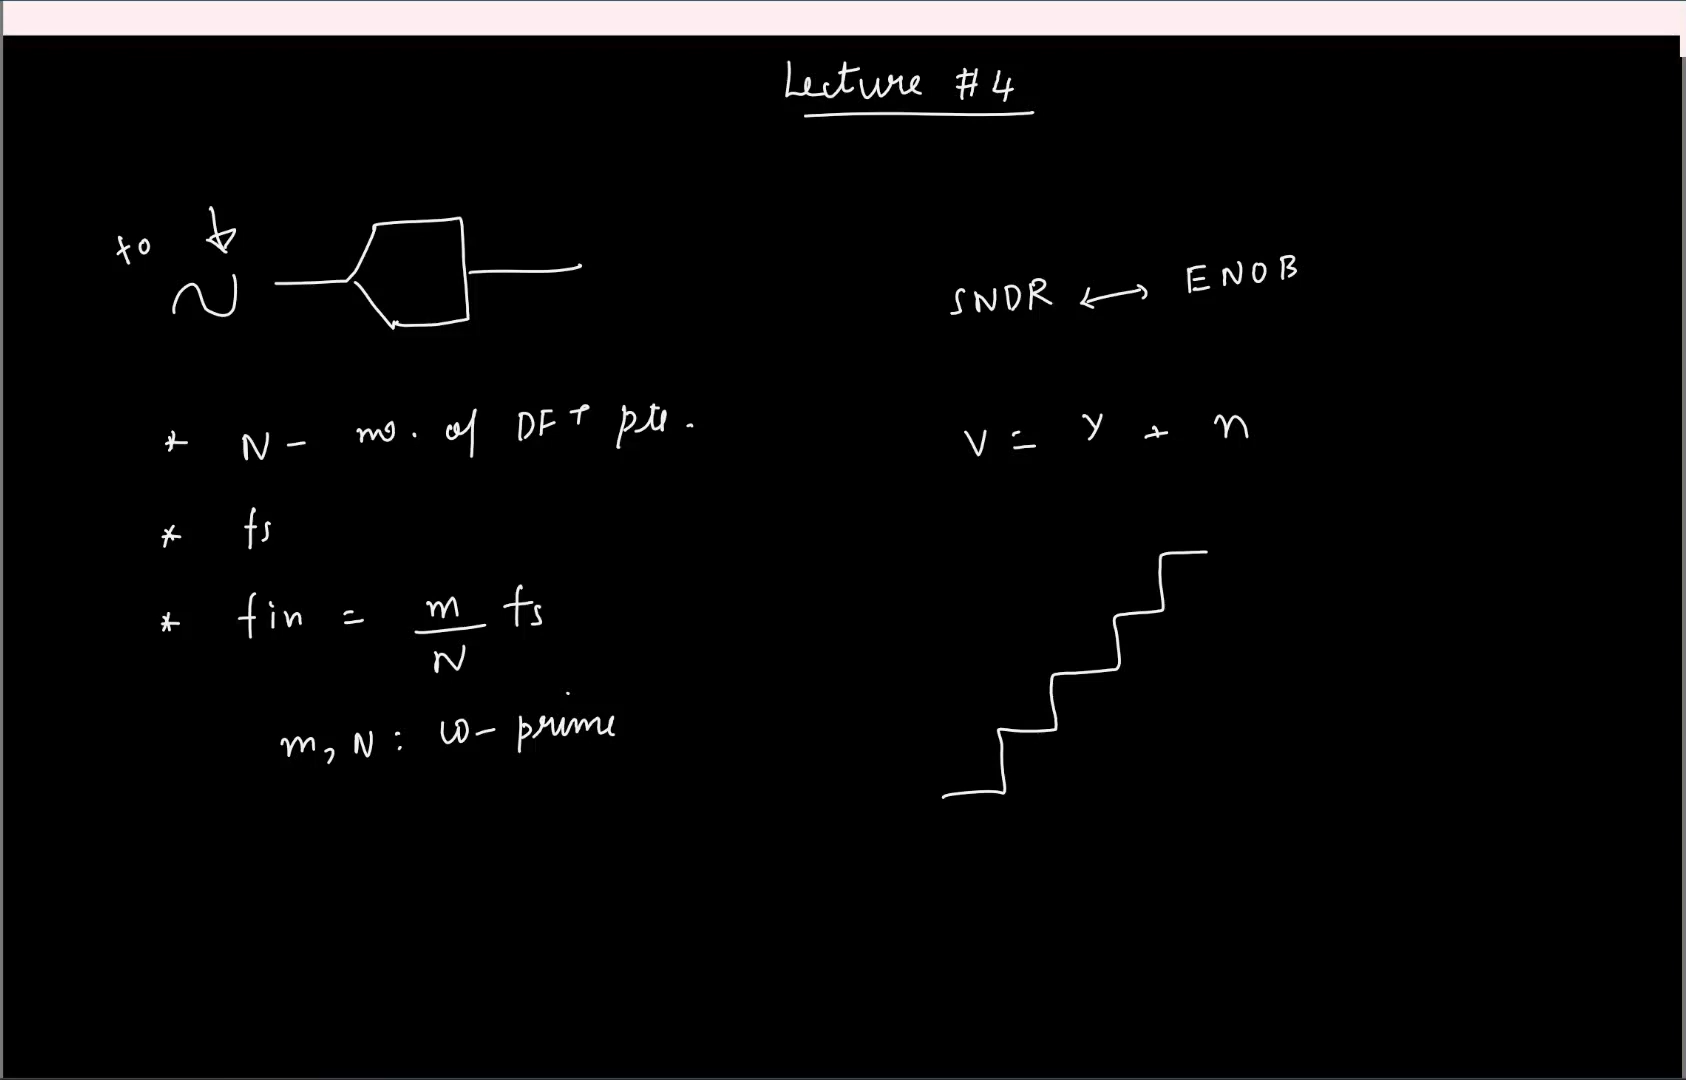 Lecture #4
to
SNDR ↔ ENOB
* N - no. of DFT pts.
v = y + n
* fs
* fin = m/N fs
m, N : co-prime